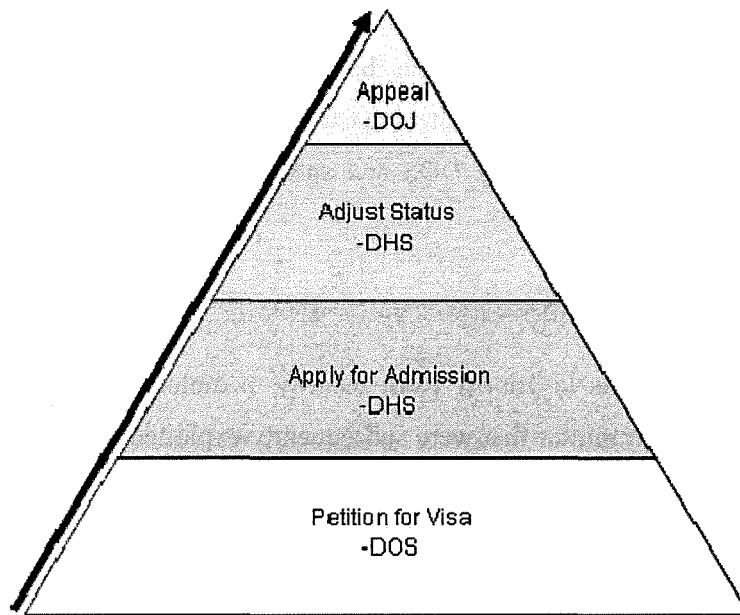 Appeal
-DOJ
Adjust Status
-DHS
Apply for Admission
-DHS
Petition for Visa
-DOS